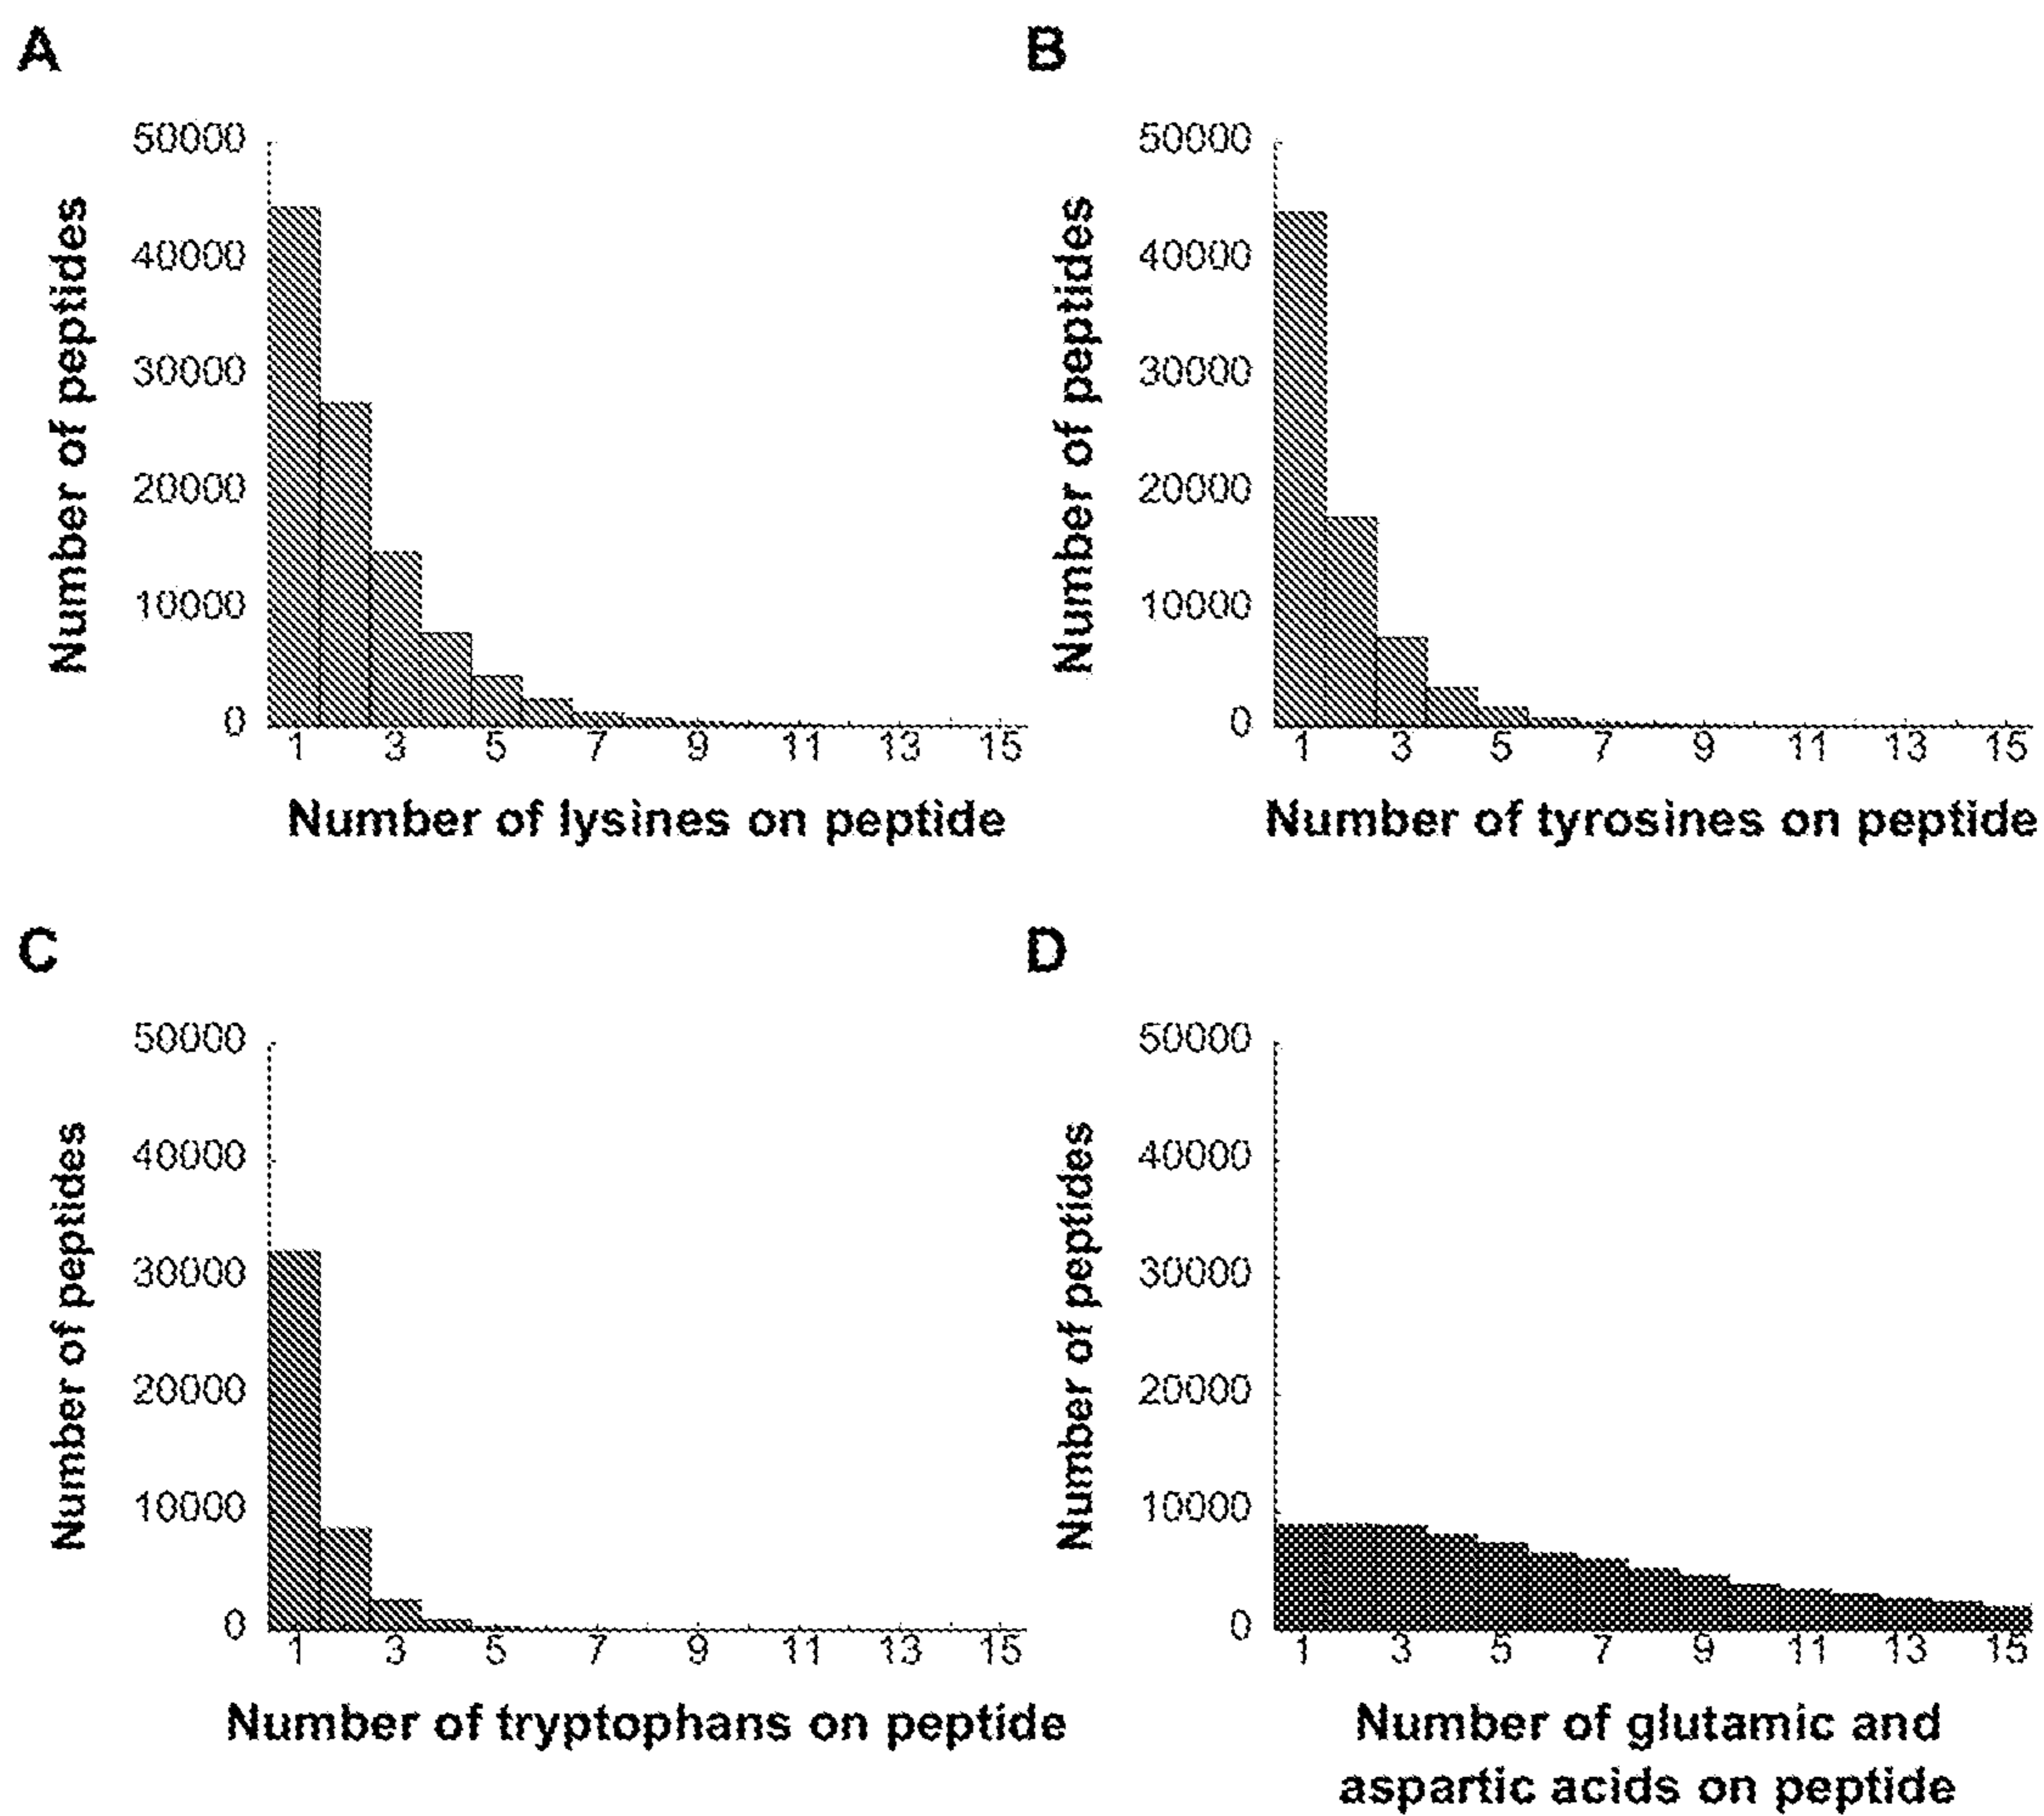 A
50000
40000
30000
20000
10000
0
Number of peptides
1 3 5 7 9 11 13 15
Number of lysines on peptide
B
50000
40000
30000
20000
10000
0
Number of peptides
1 3 5 7 9 11 13 15
Number of tyrosines on peptide
C
50000
40000
30000
20000
10000
0
Number of peptides
1 3 5 7 9 11 13 15
Number of tryptophans on peptide
D
50000
40000
30000
20000
10000
0
Number of peptides
1 3 5 7 9 11 13 15
Number of glutamic and
aspartic acids on peptide